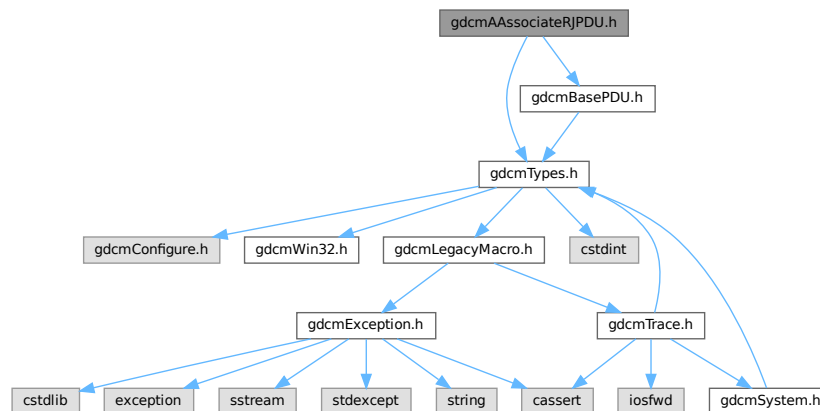 gdcmAAssociateRJPDU.h
gdcmBasePDU.h
gdcmTypes.h
gdcmConfigure.h
gdcmWin32.h
gdcmLegacyMacro.h
cstdint
gdcmException.h
gdcmTrace.h
cstdlib
exception
sstream
stdexcept
string
cassert
iosfwd
gdcmSystem.h